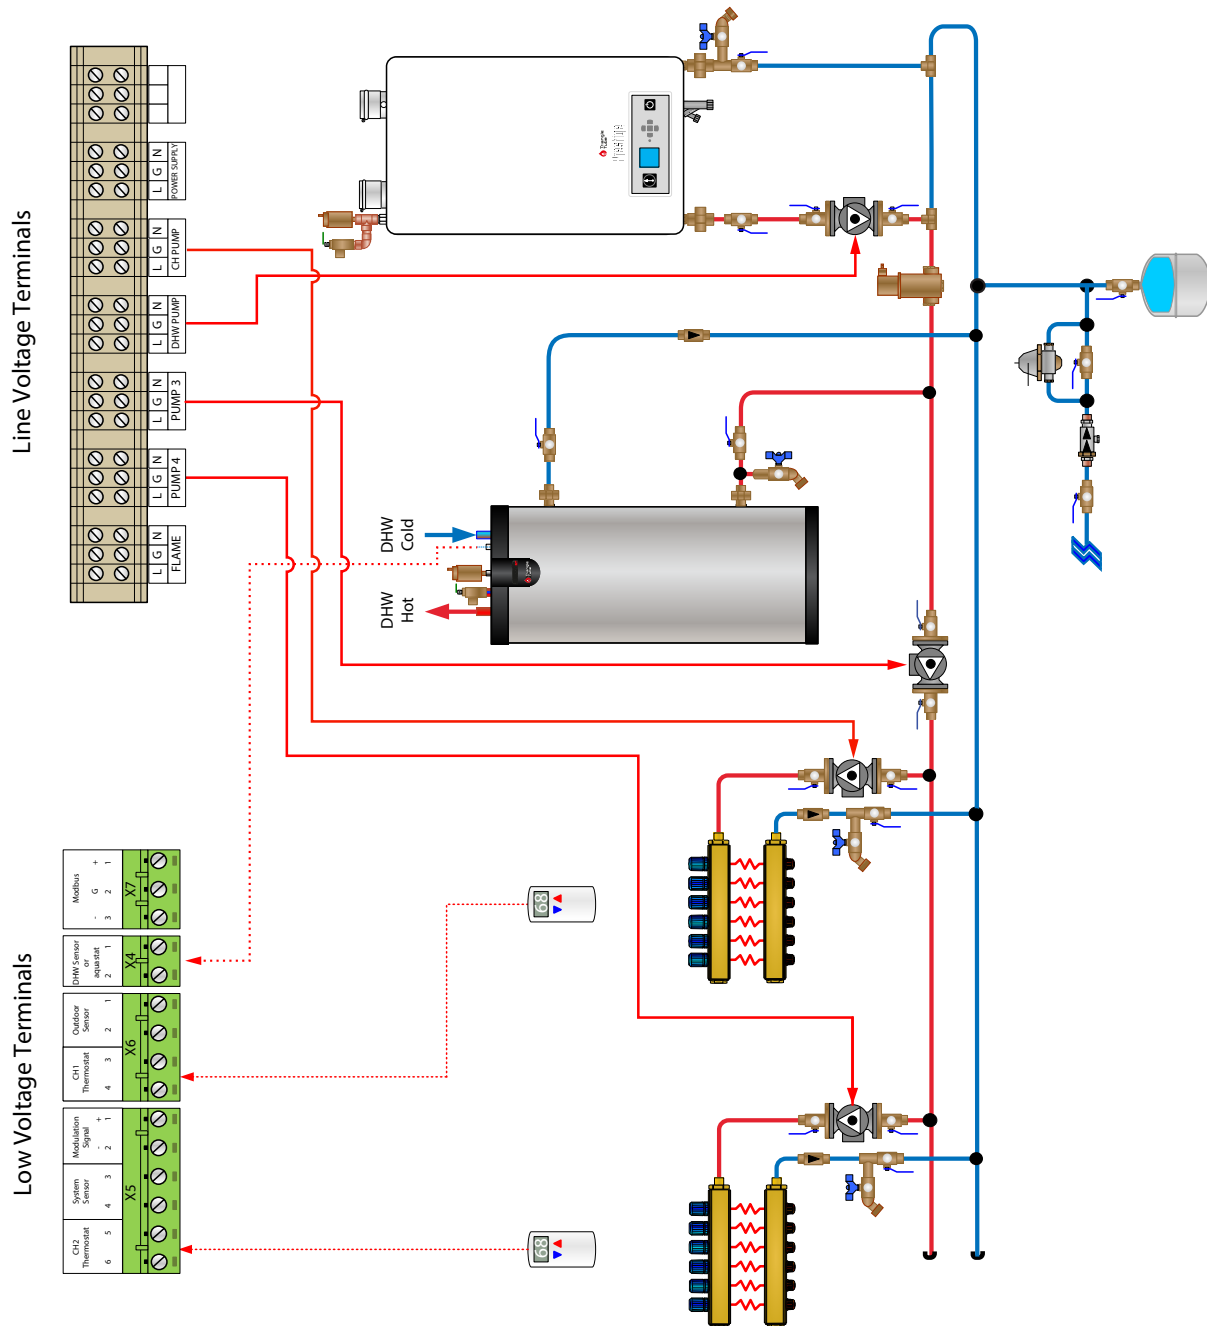 Line Voltage Terminals
L G N
POWER SUPPLY
L G N
CH PUMP
L G N
DHW PUMP
L G N
PUMP 3
L G N
PUMP 4
L G N
FLAME
Triangle
Tube
Prestige
DHW
Cold
DHW
Hot
Low Voltage Terminals
Modbus
- G +
3 2 1
X7
DHW Sensor
or
aquastat
2 1
X4
Outdoor
Sensor
2 1
CH1
Thermostat
4 3
X6
Modulation
Signal
- +
2 1
System
Sensor
4 3
CH2
Thermostat
6 5
X5
68
68